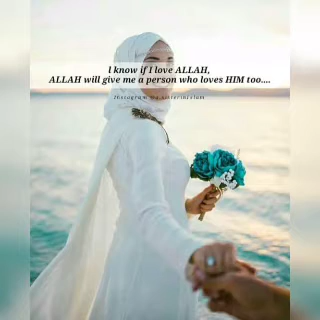 l know if I love ALLAH,
ALLAH will give me a person who loves HIM too....